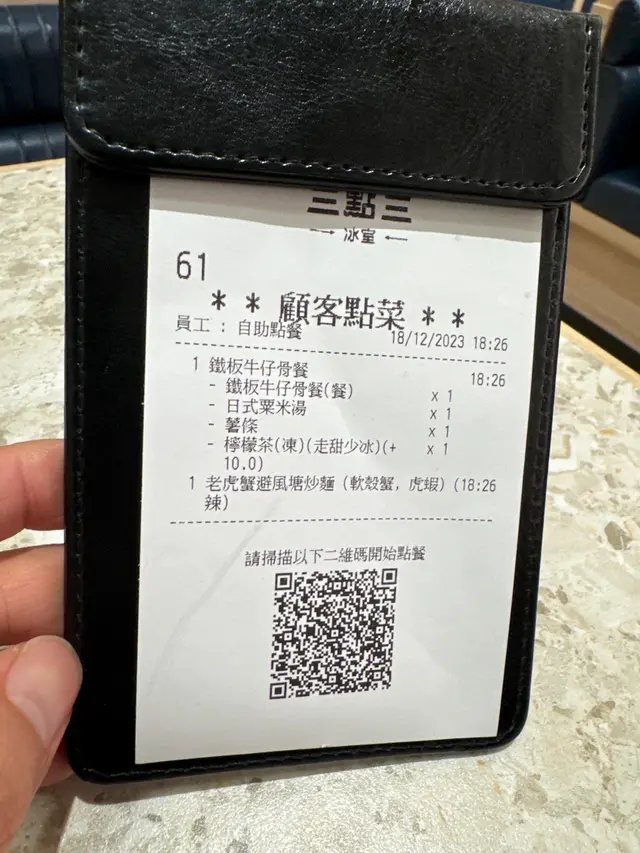 三點三
冰室
61
** 顧客點菜 **
員工：自助點餐 18/12/2023 18:26
1 鐵板牛仔骨餐 18:26
- 鐵板牛仔骨餐(餐) x 1
- 日式粟米湯 x 1
- 薯條 x 1
- 檸檬茶(凍)(走甜少冰)(+ x 1
10.0)
1 老虎蟹避風塘炒麵 (軟殼蟹, 虎蝦) (18:26
辣)
請掃描以下二維碼開始點餐